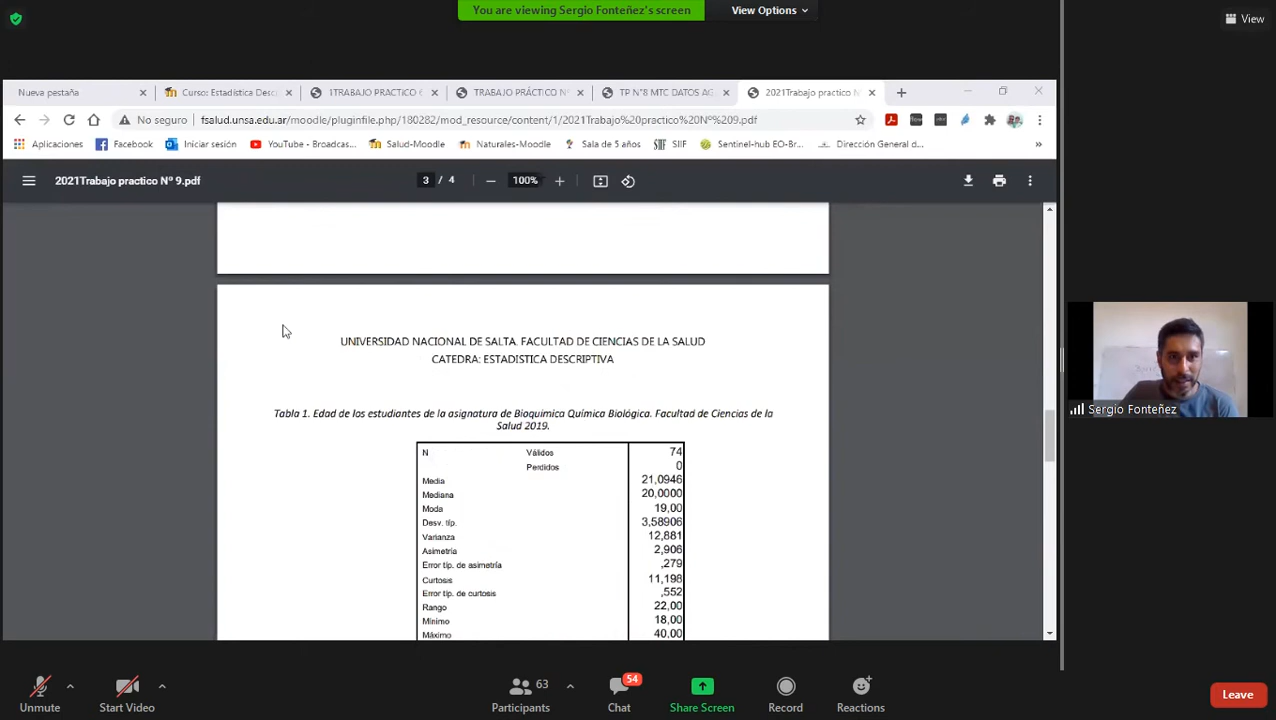 You are viewing Sergio Fonteñez's screen
View Options
View
Nueva pestaña
Curso: Estadística Desc
1TRABAJO PRACTICO 6
TRABAJO PRÁCTICO Nº
TP N°8 MTC DATOS AG
2021Trabajo practico N
No seguro
fsalud.unsa.edu.ar/moodle/pluginfile.php/180282/mod_resource/content/1/2021Trabajo%20practico%20Nº%209.pdf
Aplicaciones
Facebook
Iniciar sesión
YouTube - Broadcas...
Salud-Moodle
Naturales-Moodle
Sala de 5 años
SIIF
Sentinel-hub EO-Bro...
Dirección General d...
2021Trabajo practico Nº 9.pdf
3 / 4
100%
UNIVERSIDAD NACIONAL DE SALTA. FACULTAD DE CIENCIAS DE LA SALUD
CATEDRA: ESTADISTICA DESCRIPTIVA
Tabla 1. Edad de los estudiantes de la asignatura de Bioquimica Química Biológica. Facultad de Ciencias de la
Salud 2019.
N Válidos 74
Perdidos 0
Media 21,0946
Mediana 20,0000
Moda 19,00
Desv. típ. 3,58906
Varianza 12,881
Asimetría 2,906
Error típ. de asimetría ,279
Curtosis 11,198
Error típ. de curtosis ,552
Rango 22,00
Mínimo 18,00
Máximo 40,00
Sergio Fonteñez
Unmute
Start Video
63
Participants
54
Chat
Share Screen
Record
Reactions
Leave